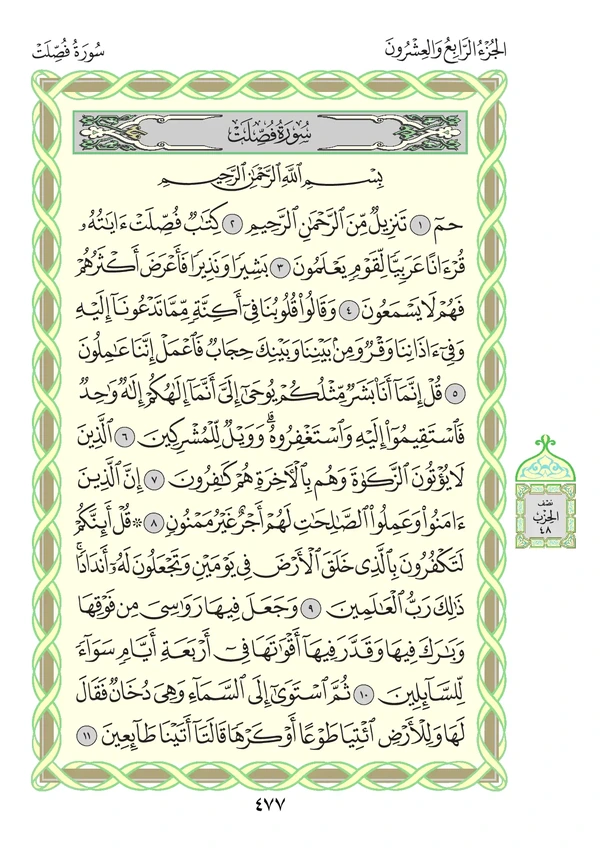 الجُزْءُ الرَّابِعُ وَالعِشْرُونَ
سُورَةُ فُصِّلَتْ
سُورَةُ فُصِّلَتْ
بِسْمِ ٱللَّهِ ٱلرَّحْمَٰنِ ٱلرَّحِيمِ
حمٓ ١ تَنزِيلٌ مِّنَ ٱلرَّحْمَٰنِ ٱلرَّحِيمِ ٢ كِتَٰبٌ فُصِّلَتْ ءَايَٰتُهُۥ
قُرْءَانًا عَرَبِيًّا لِّقَوْمٍ يَعْلَمُونَ ٣ بَشِيرًا وَنَذِيرًا فَأَعْرَضَ أَكْثَرُهُمْ
فَهُمْ لَا يَسْمَعُونَ ٤ وَقَالُوا۟ قُلُوبُنَا فِىٓ أَكِنَّةٍ مِّمَّا تَدْعُونَآ إِلَيْهِ
وَفِىٓ ءَاذَانِنَا وَقْرٌ وَمِنۢ بَيْنِنَا وَبَيْنِكَ حِجَابٌ فَٱعْمَلْ إِنَّنَا عَٰمِلُونَ
٥ قُلْ إِنَّمَآ أَنَا۠ بَشَرٌ مِّثْلُكُمْ يُوحَىٰٓ إِلَىَّ أَنَّمَآ إِلَٰهُكُمْ إِلَٰهٌ وَٰحِدٌ
فَٱسْتَقِيمُوٓا۟ إِلَيْهِ وَٱسْتَغْفِرُوهُ ۗ وَوَيْلٌ لِّلْمُشْرِكِينَ ٦ ٱلَّذِينَ
لَا يُؤْتُونَ ٱلزَّكَوٰةَ وَهُم بِٱلْءَاخِرَةِ هُمْ كَٰفِرُونَ ٧ إِنَّ ٱلَّذِينَ
ءَامَنُوا۟ وَعَمِلُوا۟ ٱلصَّٰلِحَٰتِ لَهُمْ أَجْرٌ غَيْرُ مَمْنُونٍ ٨ ۞ قُلْ أَئِنَّكُمْ
لَتَكْفُرُونَ بِٱلَّذِى خَلَقَ ٱلْأَرْضَ فِى يَوْمَيْنِ وَتَجْعَلُونَ لَهُۥٓ أَندَادًا ۚ
ذَٰلِكَ رَبُّ ٱلْعَٰلَمِينَ ٩ وَجَعَلَ فِيهَا رَوَٰسِىَ مِن فَوْقِهَا
وَبَٰرَكَ فِيهَا وَقَدَّرَ فِيهَآ أَقْوَٰتَهَا فِىٓ أَرْبَعَةِ أَيَّامٍ سَوَآءً
لِّلسَّآئِلِينَ ١٠ ثُمَّ ٱسْتَوَىٰٓ إِلَى ٱلسَّمَآءِ وَهِىَ دُخَانٌ فَقَالَ
لَهَا وَلِلْأَرْضِ ٱئْتِيَا طَوْعًا أَوْ كَرْهًا قَالَتَآ أَتَيْنَا طَآئِعِينَ ١١
نصف
الحزب
٤٨
٤٧٧